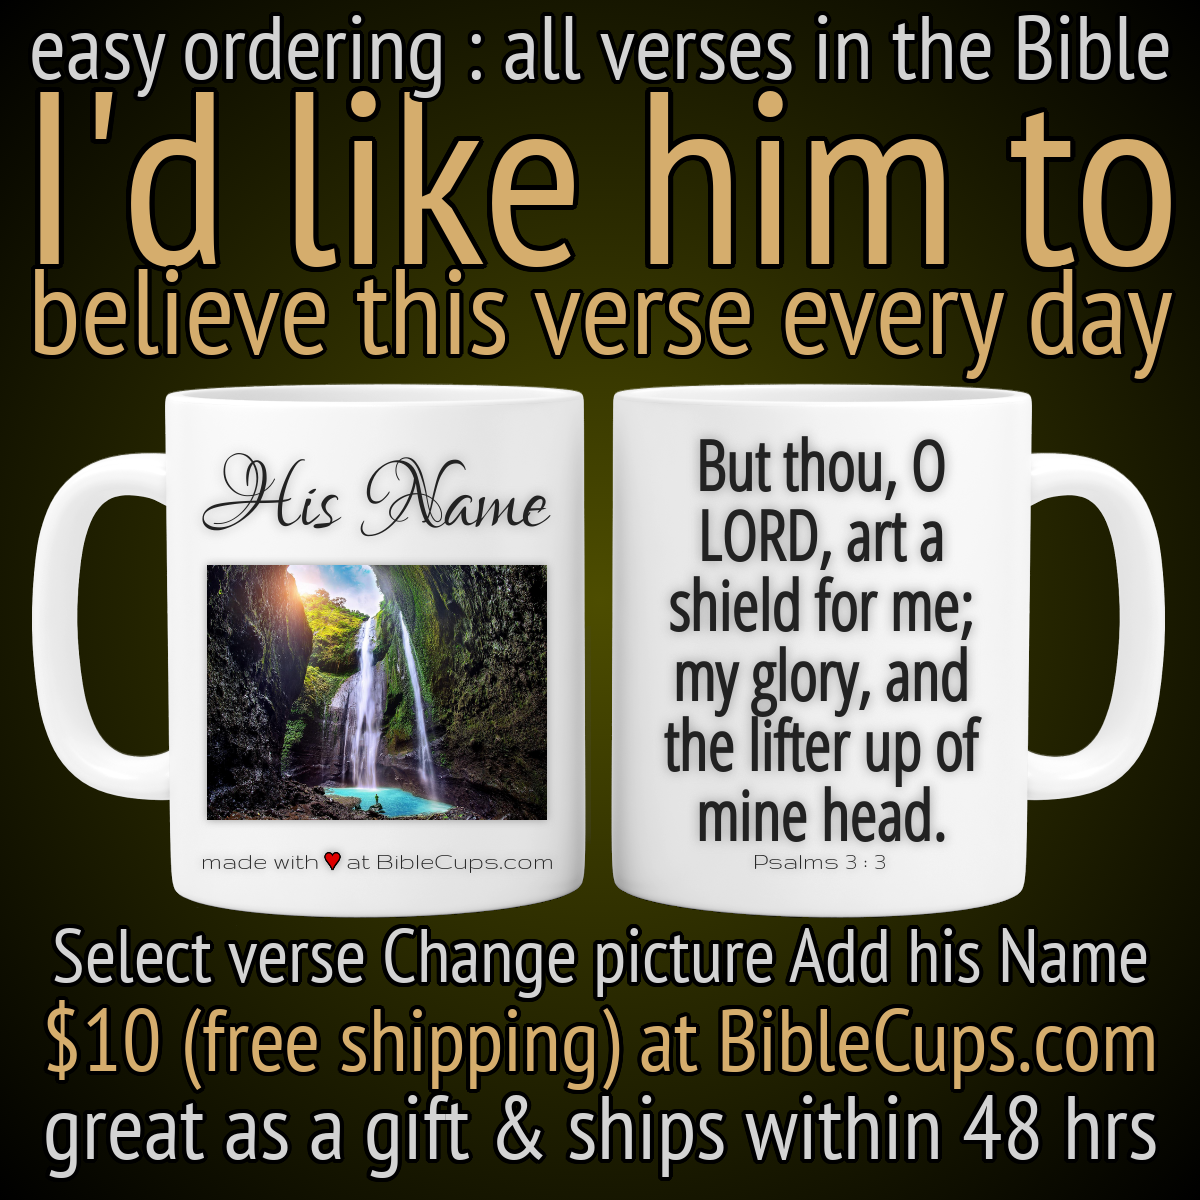 easy ordering : all verses in the Bible
I'd like him to
believe this verse every day
His Name
made with ❤ at BibleCups.com
But thou, O
LORD, art a
shield for me;
my glory, and
the lifter up of
mine head.
Psalms 3 : 3
Select verse Change picture Add his Name
$10 (free shipping) at BibleCups.com
great as a gift & ships within 48 hrs